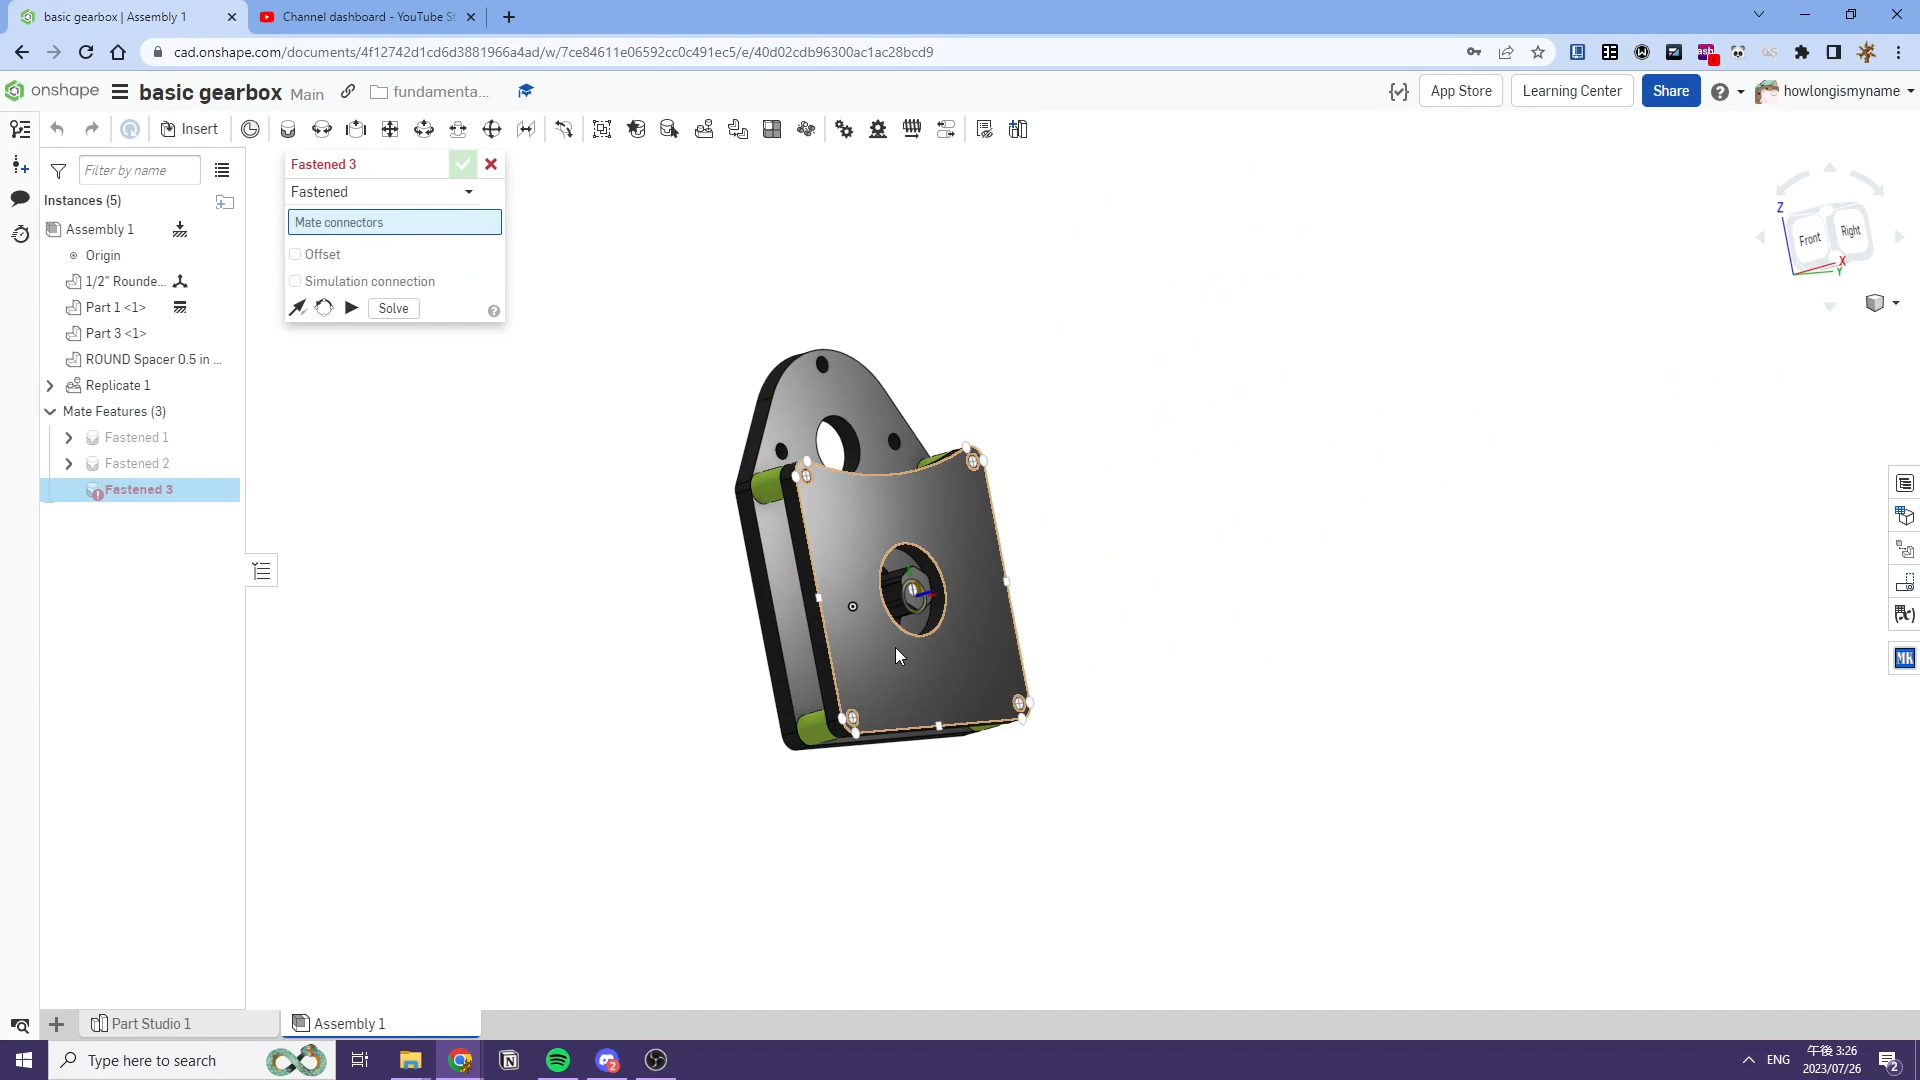 basic gearbox | Assembly 1
Channel dashboard - YouTube St
cad.onshape.com/documents/4f12742d1cd6d3881966a4ad/w/7ce84611e06592cc0c491ec5/e/40d02cdb96300ac1ac28bcd9
onshape
basic gearbox Main
fundamenta...
App Store
Learning Center
Share
howlongismyname
Insert
Filter by name
Instances (5)
Assembly 1
Origin
1/2" Rounde...
Part 1 <1>
Part 3 <1>
ROUND Spacer 0.5 in ...
Replicate 1
Mate Features (3)
Fastened 1
Fastened 2
Fastened 3
Fastened 3
Fastened
Mate connectors
Offset
Simulation connection
Solve
Z
Front
Right
X
Y
MK
Part Studio 1
Assembly 1
Type here to search
2
ENG
午後 3:26
2023/07/26
2